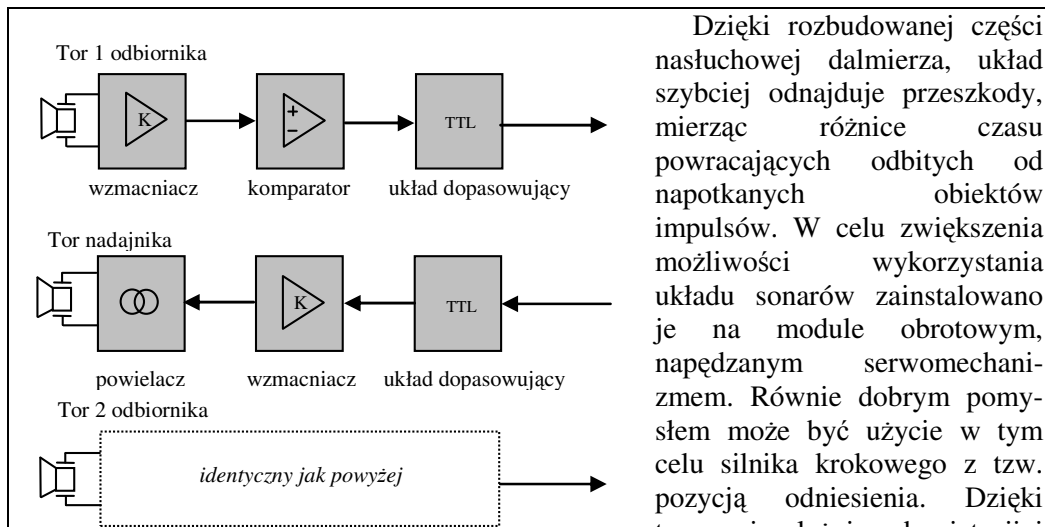 Tor 1 odbiornika
K
+
-
TTL
wzmacniacz komparator układ dopasowujący
Tor nadajnika
K
TTL
powielacz wzmacniacz układ dopasowujący
Tor 2 odbiornika
identyczny jak powyżej
Dzięki rozbudowanej części
nasłuchowej dalmierza, układ
szybciej odnajduje przeszkody,
mierząc różnice czasu
powracających odbitych od
napotkanych obiektów
impulsów. W celu zwiększenia
możliwości wykorzystania
układu sonarów zainstalowano
je na module obrotowym,
napędzanym serwomechani-
zmem. Równie dobrym pomy-
słem może być użycie w tym
celu silnika krokowego z tzw.
pozycją odniesienia. Dzięki